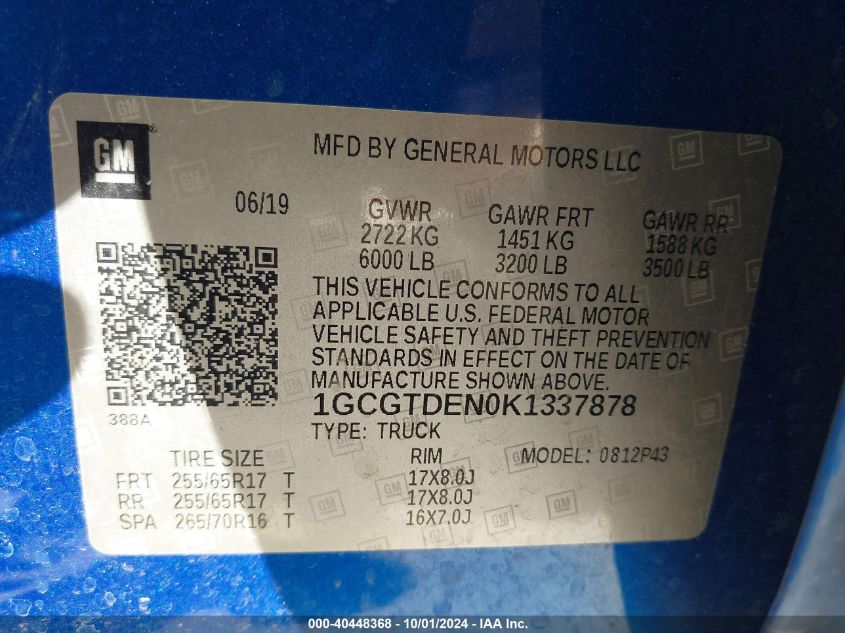 GM
MFD BY GENERAL MOTORS LLC
06/19 GVWR GAWR FRT GAWR RR
2722 KG 1451 KG 1588 KG
6000 LB 3200 LB 3500 LB
THIS VEHICLE CONFORMS TO ALL
APPLICABLE U.S. FEDERAL MOTOR
VEHICLE SAFETY AND THEFT PREVENTION
STANDARDS IN EFFECT ON THE DATE OF
MANUFACTURE SHOWN ABOVE.
388A
1GCGTDEN0K1337878
TYPE: TRUCK
TIRE SIZE RIM MODEL: 0812P43
FRT 255/65R17 T 17X8.0J
RR 255/65R17 T 17X8.0J
SPA 265/70R16 T 16X7.0J
000-40448368 - 10/01/2024 - IAA Inc.